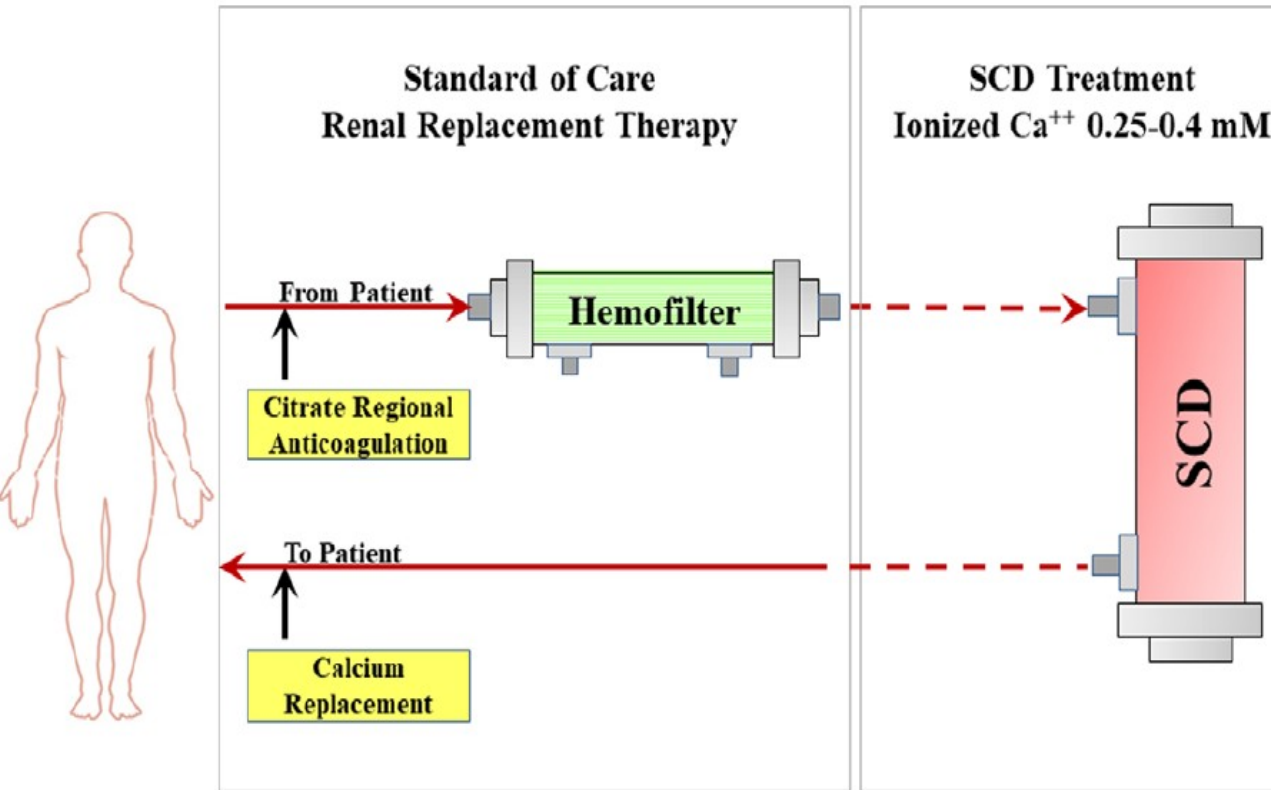 Standard of Care
Renal Replacement Therapy
SCD Treatment
Ionized Ca⁺⁺ 0.25-0.4 mM
From Patient
Hemofilter
Citrate Regional
Anticoagulation
SCD
To Patient
Calcium
Replacement